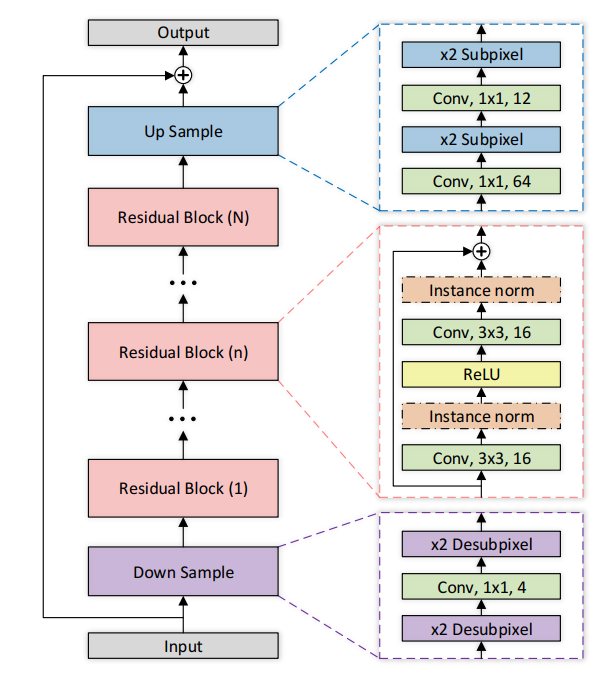 Output
Up Sample
Residual Block (N)
...
Residual Block (n)
...
Residual Block (1)
Down Sample
Input
x2 Subpixel
Conv, 1x1, 12
x2 Subpixel
Conv, 1x1, 64
Instance norm
Conv, 3x3, 16
ReLU
Instance norm
Conv, 3x3, 16
x2 Desubpixel
Conv, 1x1, 4
x2 Desubpixel